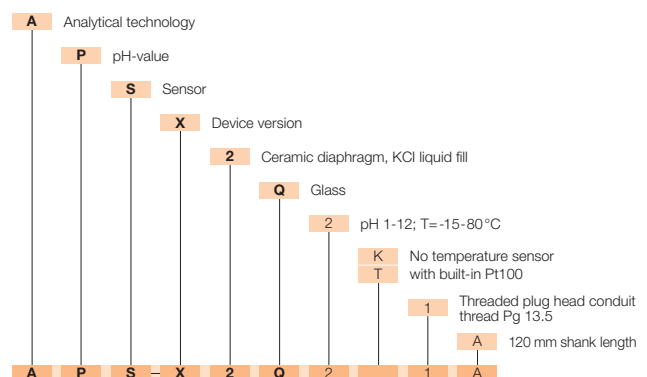 A Analytical technology
P pH-value
S Sensor
X Device version
2 Ceramic diaphragm, KCl liquid fill
Q Glass
2 pH 1-12; T=-15-80°C
K No temperature sensor
T with built-in Pt100
1 Threaded plug head conduit
thread Pg 13.5
A 120 mm shank length
A P S – X 2 Q 2 1 A